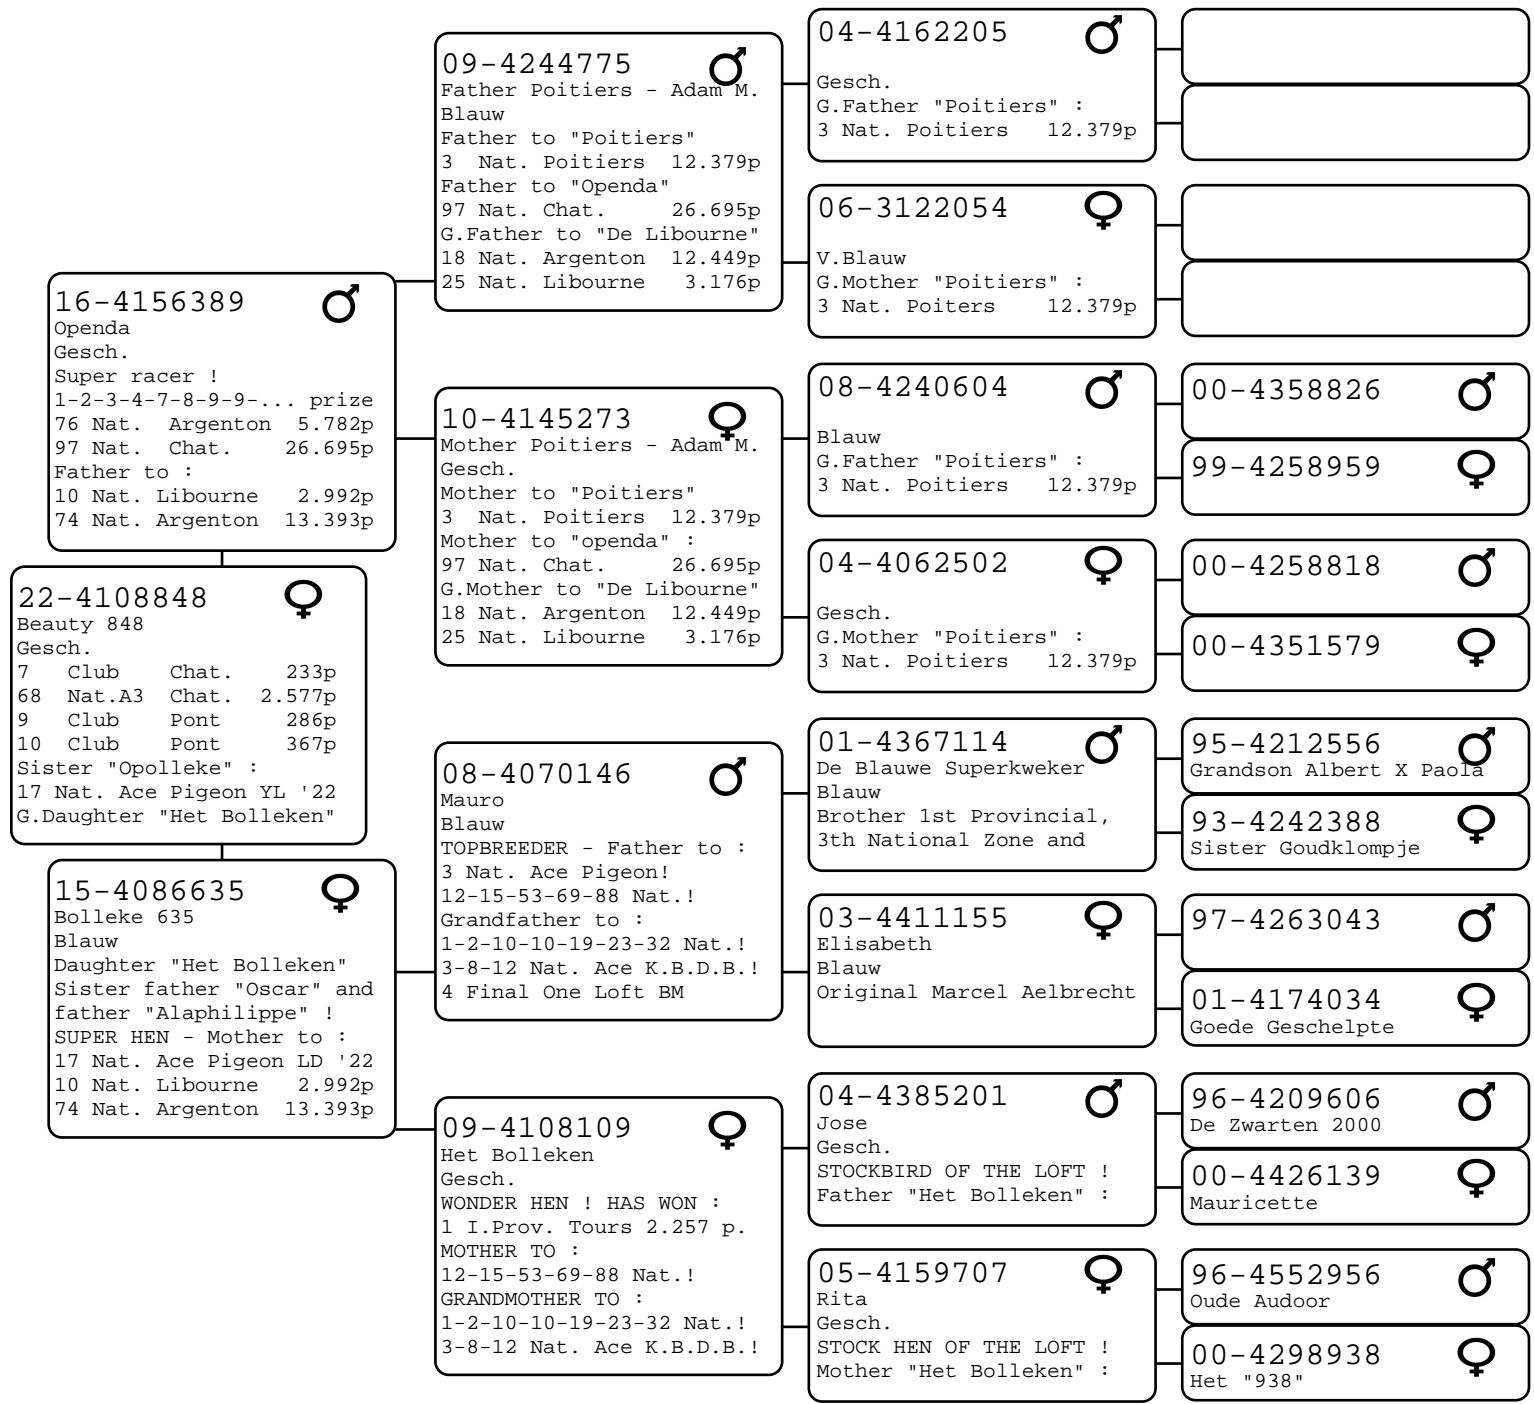 16-4156389
Openda
Gesch.
Super racer !
1-2-3-4-7-8-9-9-... prize
76 Nat.  Argenton  5.782p
97 Nat.  Chat.    26.695p
Father to :
10 Nat. Libourne   2.992p
74 Nat. Argenton  13.393p
22-4108848
Beauty 848
Gesch.
7   Club    Chat.    233p
68  Nat.A3  Chat.  2.577p
9   Club    Pont     286p
10  Club    Pont     367p
Sister "Opolleke" :
17 Nat. Ace Pigeon YL '22
G.Daughter "Het Bolleken"
15-4086635
Bolleke 635
Blauw
Daughter "Het Bolleken"
Sister father "Oscar" and
father "Alaphilippe" !
SUPER HEN - Mother to :
17 Nat. Ace Pigeon LD '22
10 Nat. Libourne   2.992p
74 Nat. Argenton  13.393p
09-4244775
Father Poitiers - Adam M.
Blauw
Father to "Poitiers"
3  Nat. Poitiers  12.379p
Father to "Openda"
97 Nat. Chat.     26.695p
G.Father to "De Libourne"
18 Nat. Argenton  12.449p
25 Nat. Libourne   3.176p
10-4145273
Mother Poitiers - Adam M.
Gesch.
Mother to "Poitiers"
3  Nat. Poitiers  12.379p
Mother to "openda" :
97 Nat. Chat.     26.695p
G.Mother to "De Libourne"
18 Nat. Argenton  12.449p
25 Nat. Libourne   3.176p
08-4070146
Mauro
Blauw
TOPBREEDER - Father to :
3 Nat. Ace Pigeon!
12-15-53-69-88 Nat.!
Grandfather to :
1-2-10-10-19-23-32 Nat.!
3-8-12 Nat. Ace K.B.D.B.!
4 Final One Loft BM
09-4108109
Het Bolleken
Gesch.
WONDER HEN ! HAS WON :
1 I.Prov. Tours 2.257 p.
MOTHER TO :
12-15-53-69-88 Nat.!
GRANDMOTHER TO :
1-2-10-10-19-23-32 Nat.!
3-8-12 Nat. Ace K.B.D.B.!
04-4162205
Gesch.
G.Father "Poitiers" :
3 Nat. Poitiers   12.379p
06-3122054
V.Blauw
G.Mother "Poitiers" :
3 Nat. Poiters    12.379p
08-4240604
Blauw
G.Father "Poitiers" :
3 Nat. Poitiers   12.379p
04-4062502
Gesch.
G.Mother "Poitiers" :
3 Nat. Poitiers   12.379p
01-4367114
De Blauwe Superkweker
Blauw
Brother 1st Provincial,
3th National Zone and
03-4411155
Elisabeth
Blauw
Original Marcel Aelbrecht
04-4385201
Jose
Gesch.
STOCKBIRD OF THE LOFT !
Father "Het Bolleken" :
05-4159707
Rita
Gesch.
STOCK HEN OF THE LOFT !
Mother "Het Bolleken" :
00-4358826
99-4258959
00-4258818
00-4351579
95-4212556
Grandson Albert X Paola
93-4242388
Sister Goudklompje
97-4263043
01-4174034
Goede Geschelpte
96-4209606
De Zwarten 2000
00-4426139
Mauricette
96-4552956
Oude Audoor
00-4298938
Het "938"